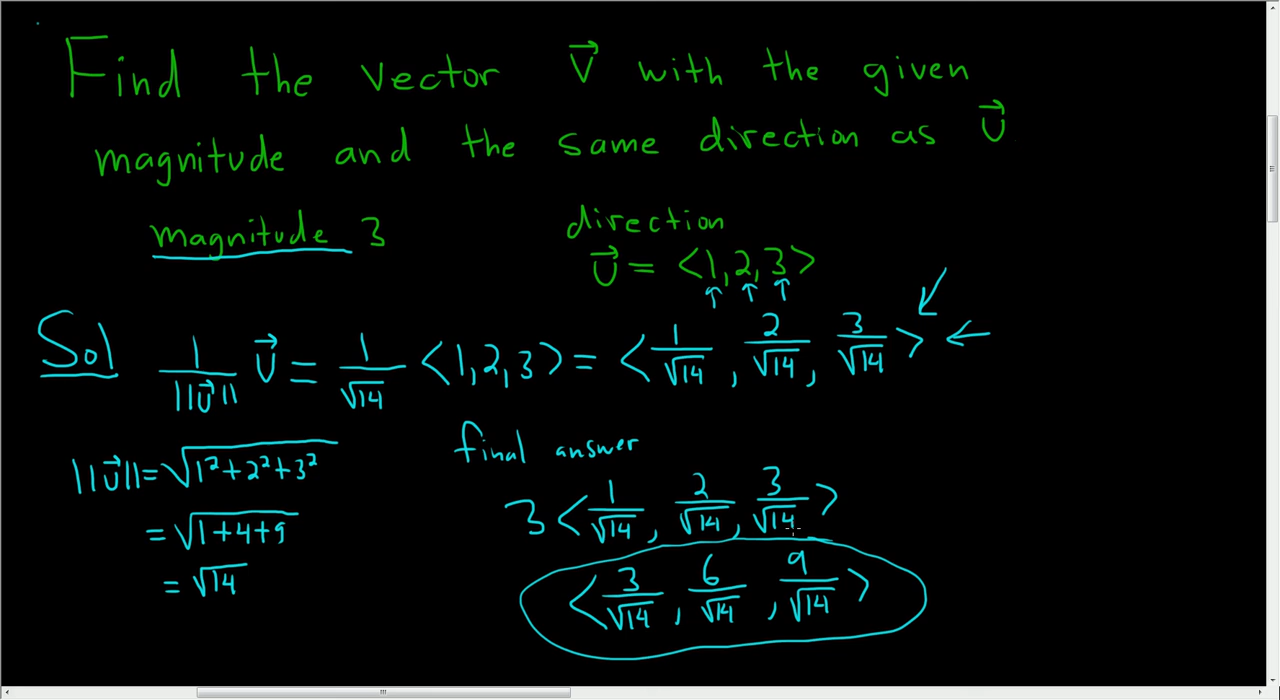 Find the vector v⃗ with the given
magnitude and the same direction as u⃗
magnitude 3
direction
u⃗ = <1, 2, 3>
↑ ↑ ↑
Sol 1/||u⃗|| u⃗ = 1/√14 <1, 2, 3> = <1/√14, 2/√14, 3/√14> ←
||u⃗|| = √(1² + 2² + 3²)
= √(1 + 4 + 9)
= √14
final answer
3 <1/√14, 2/√14, 3/√14>
<3/√14, 6/√14, 9/√14>